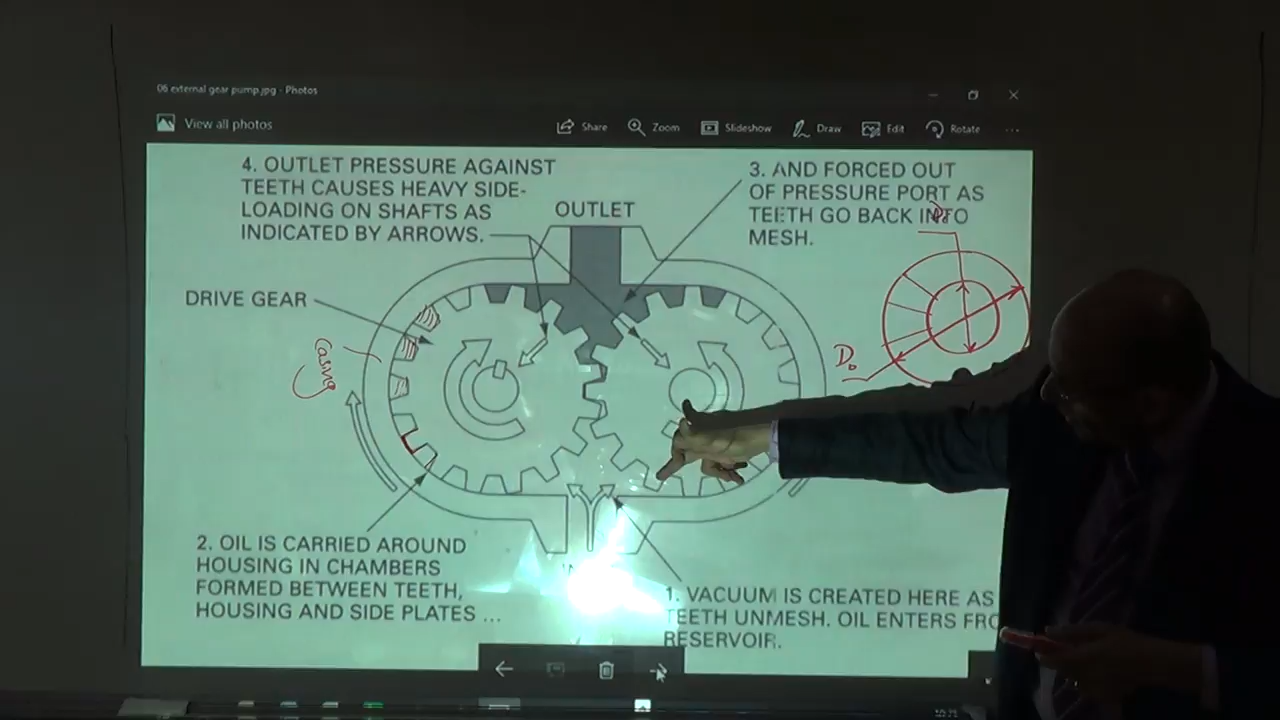 06 external gear pump.jpg - Photos
View all photos
Share Zoom Slideshow Draw Edit Rotate
4. OUTLET PRESSURE AGAINST
TEETH CAUSES HEAVY SIDE-
LOADING ON SHAFTS AS
INDICATED BY ARROWS.
OUTLET
3. AND FORCED OUT
OF PRESSURE PORT AS
TEETH GO BACK INTO
MESH.
DRIVE GEAR
Casing
Do
2. OIL IS CARRIED AROUND
HOUSING IN CHAMBERS
FORMED BETWEEN TEETH,
HOUSING AND SIDE PLATES ...
1. VACUUM IS CREATED HERE AS
TEETH UNMESH. OIL ENTERS
RESERVOIR.